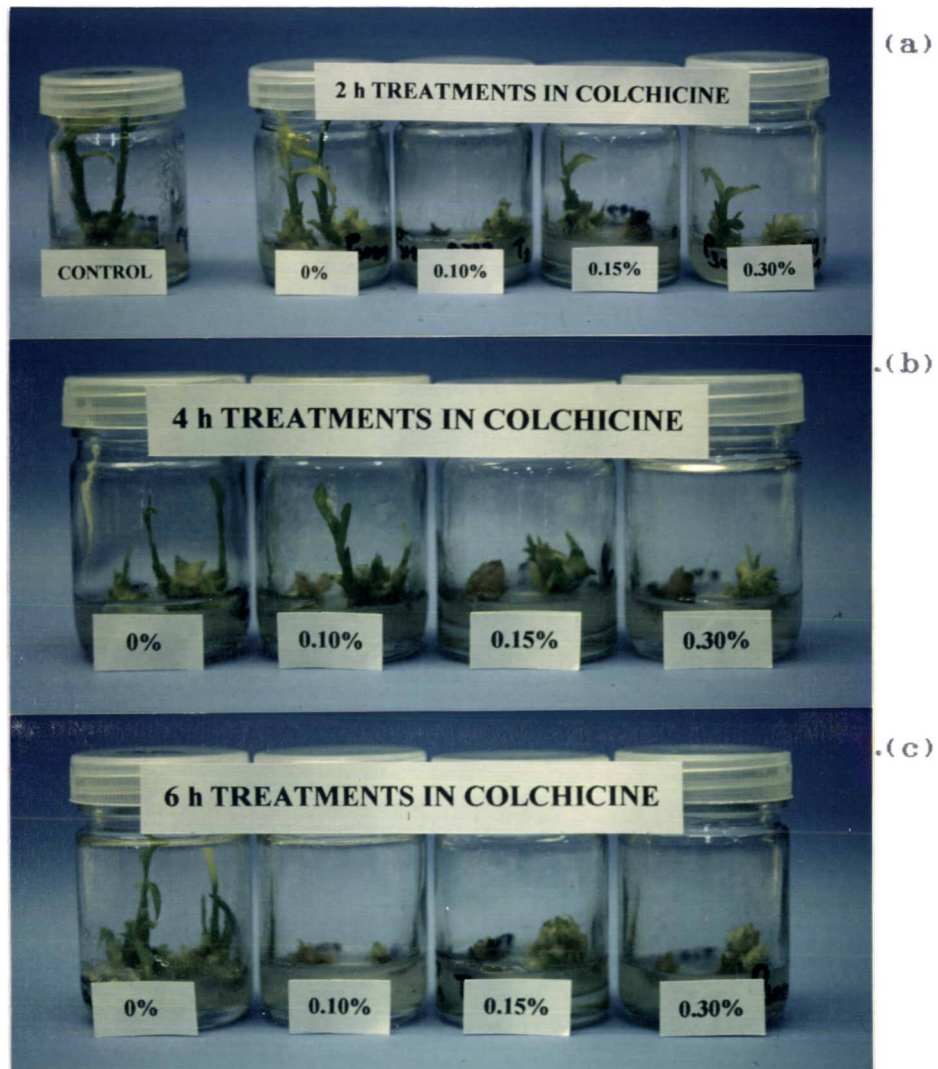 (a)
2 h TREATMENTS IN COLCHICINE
CONTROL
0%
0.10%
0.15%
0.30%
.(b)
4 h TREATMENTS IN COLCHICINE
0%
0.10%
0.15%
0.30%
.(c)
6 h TREATMENTS IN COLCHICINE
0%
0.10%
0.15%
0.30%